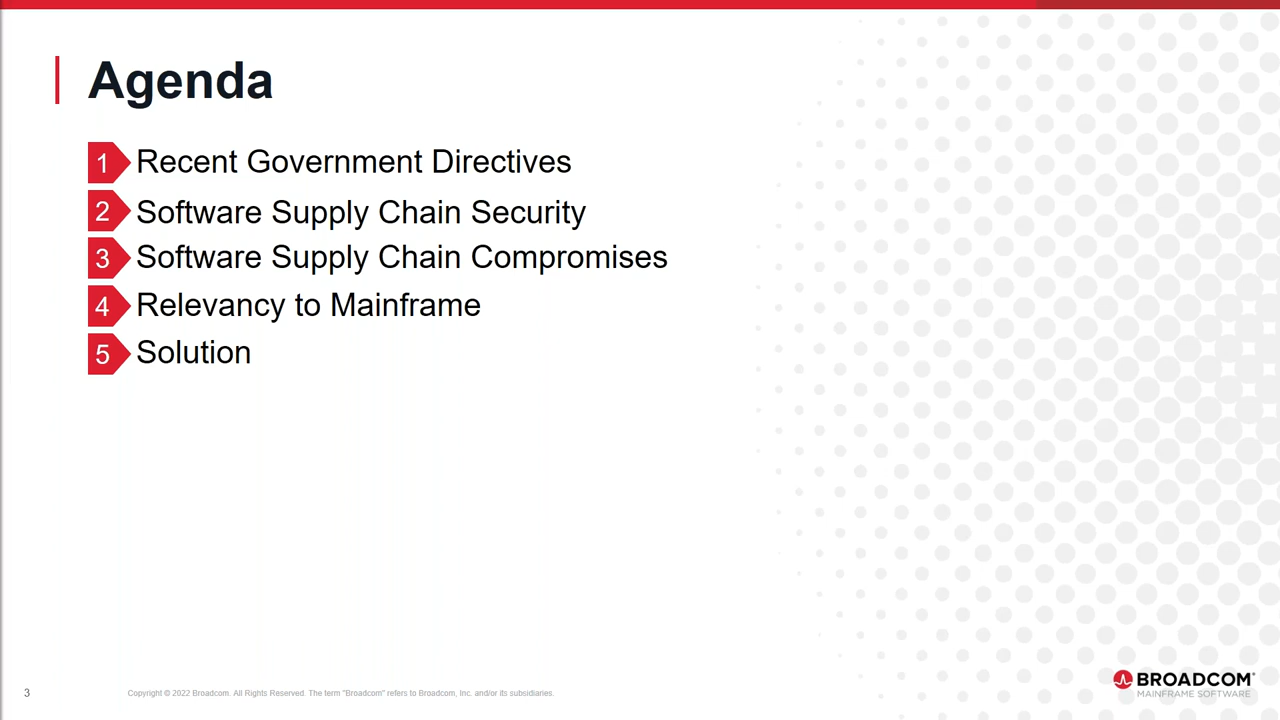 Agenda
1 Recent Government Directives
2 Software Supply Chain Security
3 Software Supply Chain Compromises
4 Relevancy to Mainframe
5 Solution
3 Copyright © 2022 Broadcom. All Rights Reserved. The term "Broadcom" refers to Broadcom, Inc. and/or its subsidiaries.
BROADCOM®
MAINFRAME SOFTWARE